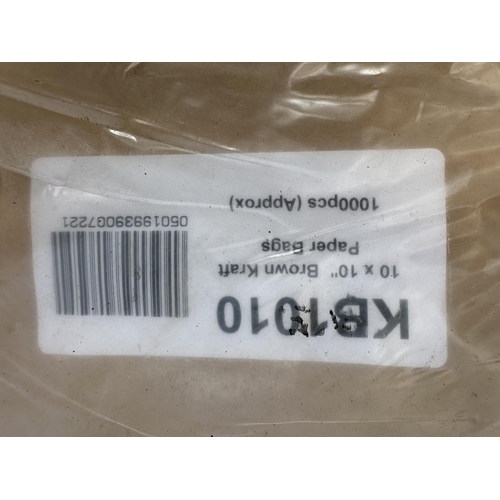 KB1010
10 x 10" Brown Kraft
Paper Bags
1000pcs (Approx)
05019939007221